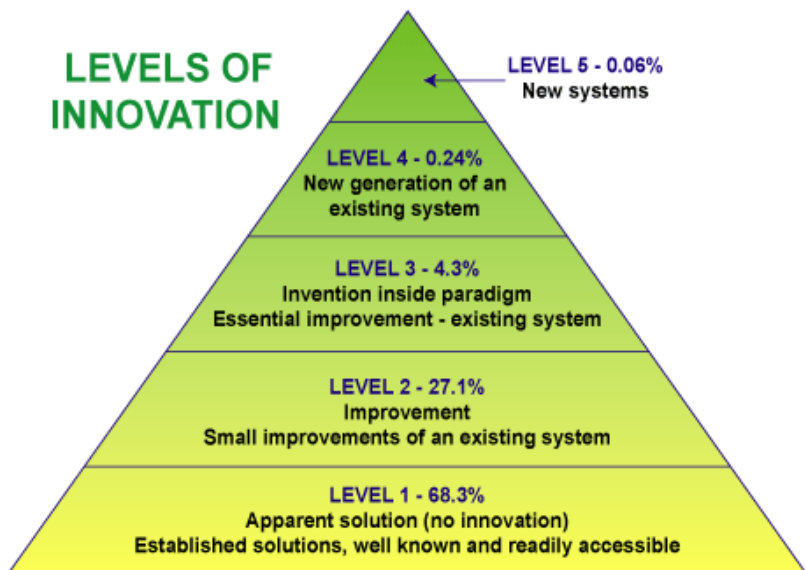 LEVELS OF
INNOVATION
LEVEL 5 - 0.06%
New systems
LEVEL 4 - 0.24%
New generation of an
existing system
LEVEL 3 - 4.3%
Invention inside paradigm
Essential improvement - existing system
LEVEL 2 - 27.1%
Improvement
Small improvements of an existing system
LEVEL 1 - 68.3%
Apparent solution (no innovation)
Established solutions, well known and readily accessible